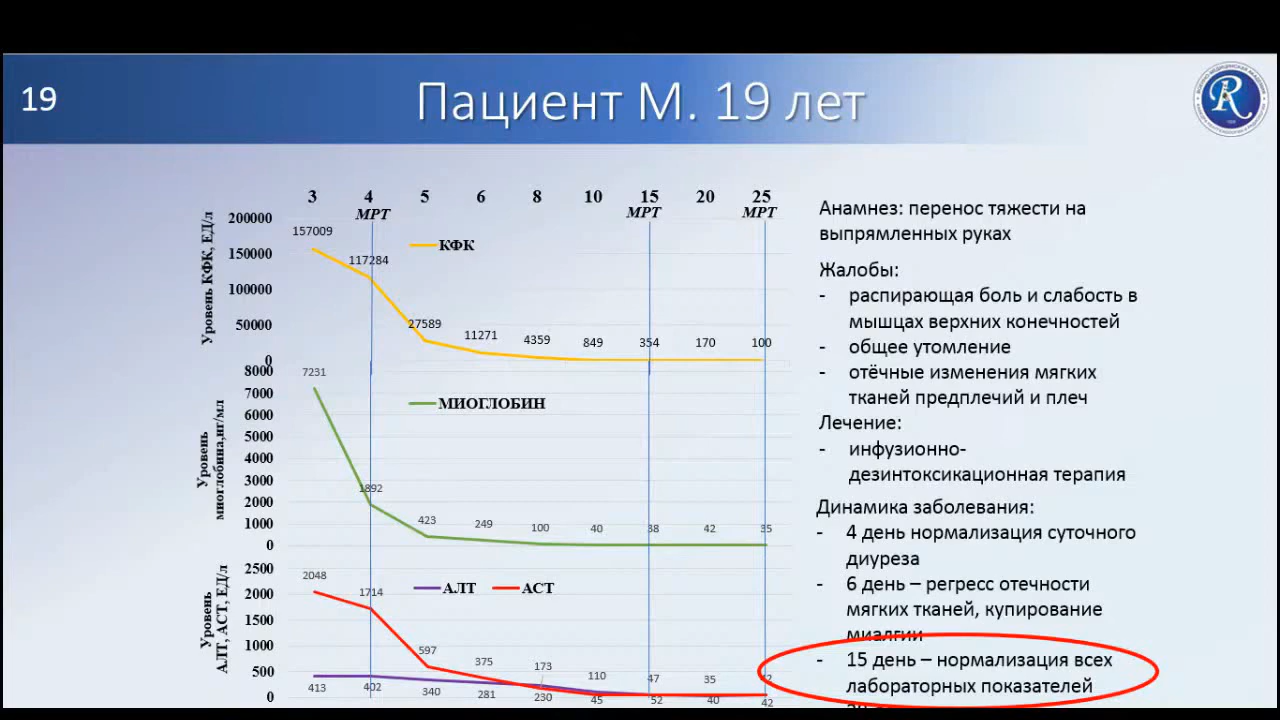 19
Пациент М. 19 лет
3 4 5 6 8 10 15 20 25
МРТ МРТ МРТ
Уровень КФК, ЕД/л
200000
150000
100000
50000
0
КФК
157009
117284
27589
11271
4359
849
354
170
100
Уровень
миоглобина,нг/мл
8000
7000
6000
5000
4000
3000
2000
1000
0
МИОГЛОБИН
7231
1892
423
249
100
40
38
42
35
Уровень
АЛТ, АСТ, ЕД/л
2500
2000
1500
1000
500
0
АЛТ АСТ
2048
1714
597
375
173
110
47
35
413
402
340
281
230
45
52
40
42
Анамнез: перенос тяжести на
выпрямленных руках
Жалобы:
- распирающая боль и слабость в
мышцах верхних конечностей
- общее утомление
- отёчные изменения мягких
тканей предплечий и плеч
Лечение:
- инфузионно-
дезинтоксикационная терапия
Динамика заболевания:
- 4 день нормализация суточного
диуреза
- 6 день – регресс отечности
мягких тканей, купирование
миалгии
- 15 день – нормализация всех
лабораторных показателей